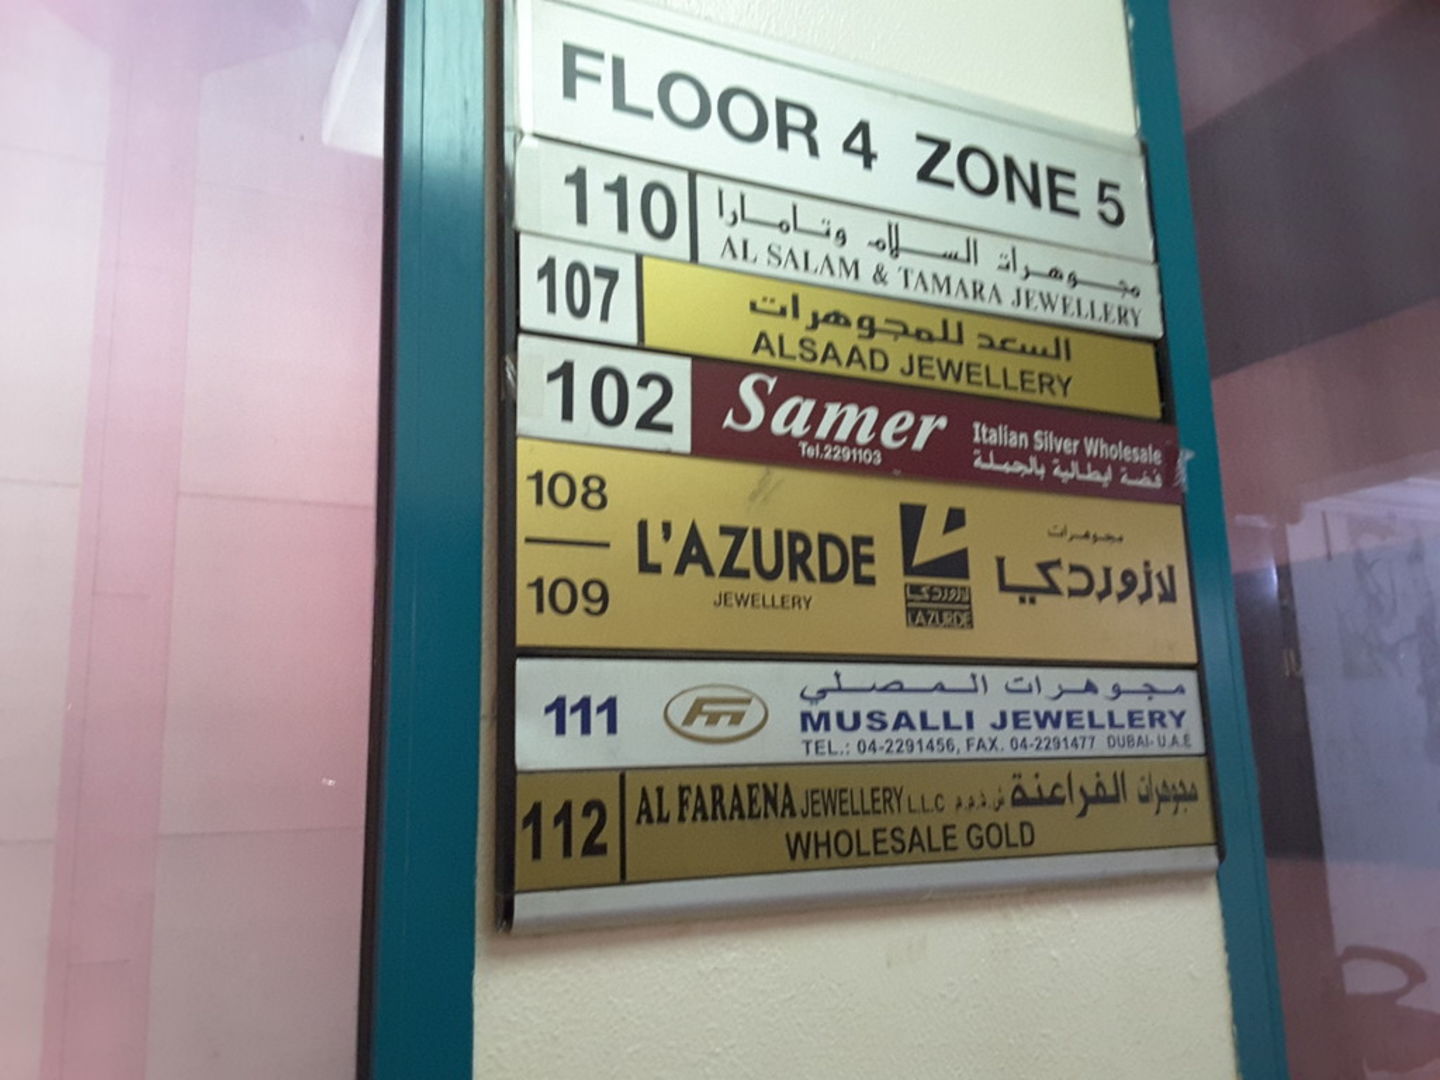 FLOOR 4 ZONE 5
110
مجوهرات السلام وتامارا
AL SALAM & TAMARA JEWELLERY
107
السعد للمجوهرات
ALSAAD JEWELLERY
102
Samer
Tel.2291103
Italian Silver Wholesale
فضة ايطالية بالجملة
108
109
L'AZURDE
JEWELLERY
لازوردكيا
L'AZURDE
مجوهرات
لازوردكيا
111
مجوهرات المصلي
MUSALLI JEWELLERY
TEL.: 04-2291456, FAX. 04-2291477 DUBAI- U.A.E
112
AL FARAENA JEWELLERY L.L.C
مجوهرات الفراعنة ش.ذ.م.م
WHOLESALE GOLD